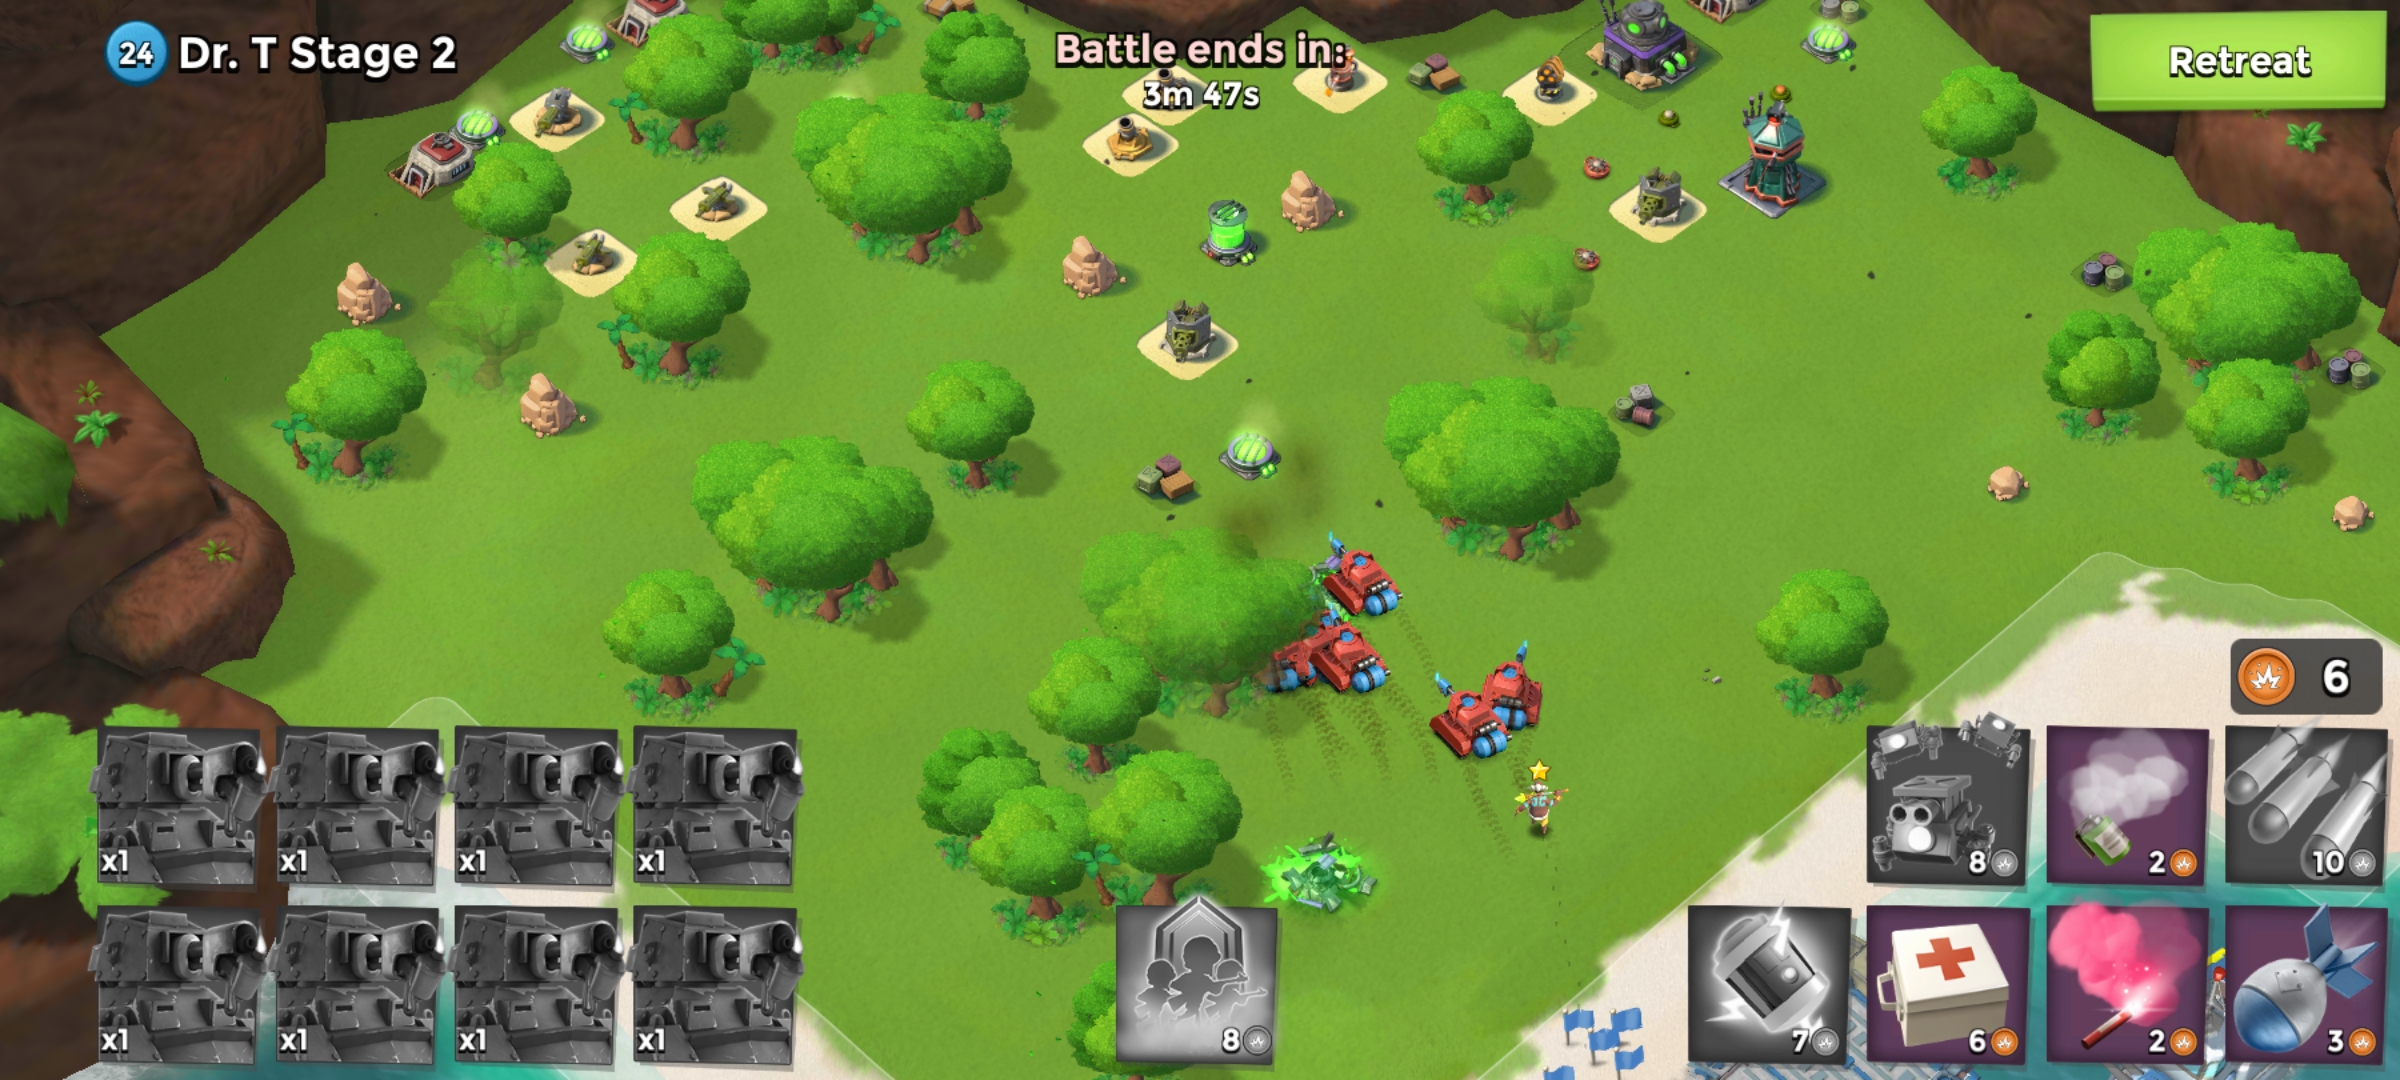 24 Dr. T Stage 2
Battle ends in:
3m 47s
Retreat
6
x1 x1 x1 x1
8 2 10
x1 x1 x1 x1
8
7 6 2 3